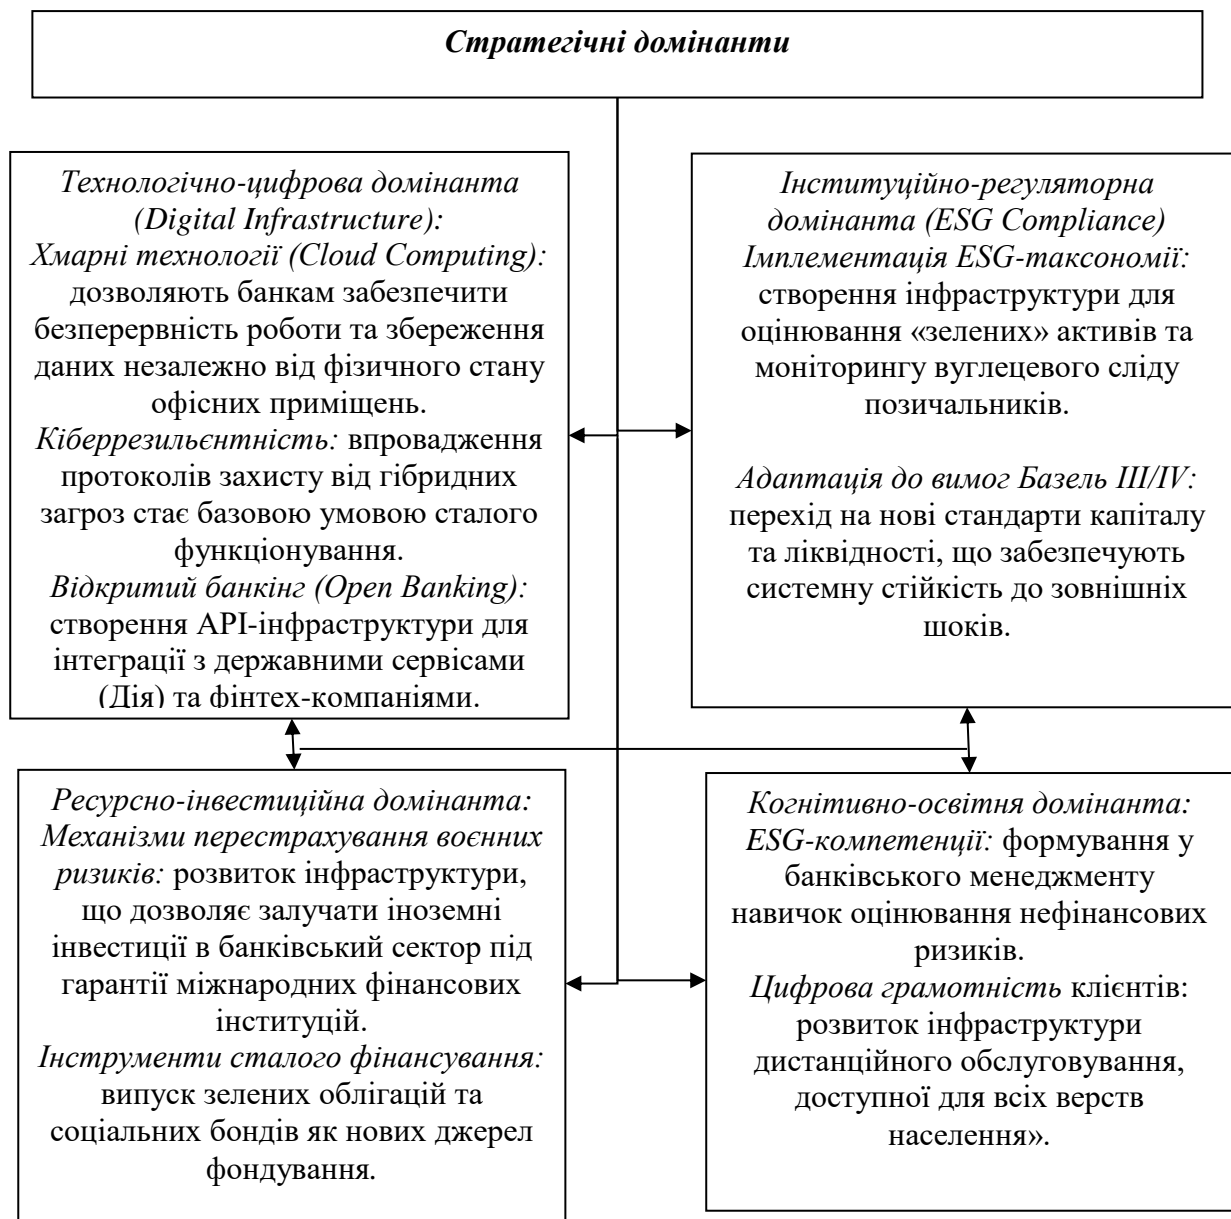 Стратегічні домінанти
Технологічно-цифрова домінанта
(Digital Infrastructure):
Хмарні технології (Cloud Computing):
дозволяють банкам забезпечити
безперервність роботи та збереження
даних незалежно від фізичного стану
офісних приміщень.
Кіберрезильєнтність: впровадження
протоколів захисту від гібридних
загроз стає базовою умовою сталого
функціонування.
Відкритий банкінг (Open Banking):
створення API-інфраструктури для
інтеграції з державними сервісами
(Дія) та фінтех-компаніями.
Інституційно-регуляторна
домінанта (ESG Compliance)
Імплементація ESG-таксономії:
створення інфраструктури для
оцінювання «зелених» активів та
моніторингу вуглецевого сліду
позичальників.
Адаптація до вимог Базель III/IV:
перехід на нові стандарти капіталу
та ліквідності, що забезпечують
системну стійкість до зовнішніх
шоків.
Ресурсно-інвестиційна домінанта:
Механізми перестрахування воєнних
ризиків: розвиток інфраструктури,
що дозволяє залучати іноземні
інвестиції в банківський сектор під
гарантії міжнародних фінансових
інституцій.
Інструменти сталого фінансування:
випуск зелених облігацій та
соціальних бондів як нових джерел
фондування.
Когнітивно-освітня домінанта:
ESG-компетенції: формування у
банківського менеджменту
навичок оцінювання нефінансових
ризиків.
Цифрова грамотність клієнтів:
розвиток інфраструктури
дистанційного обслуговування,
доступної для всіх верств
населення».